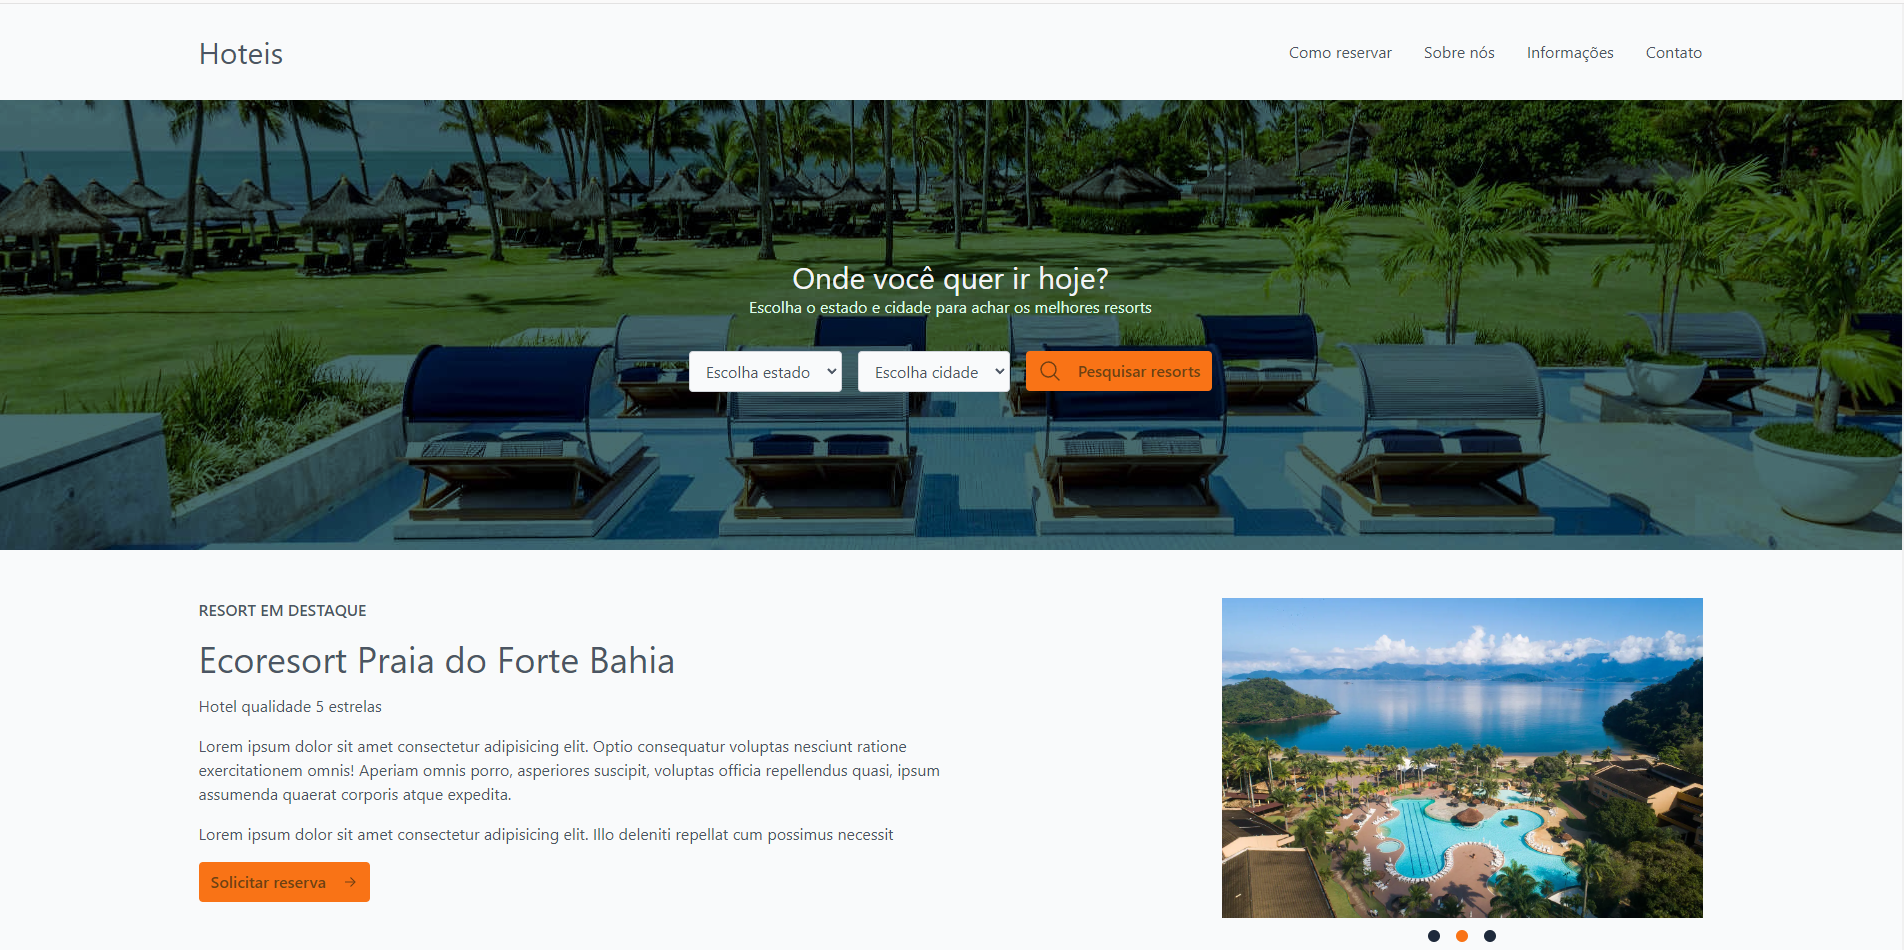 Hoteis
Como reservar
Sobre nós
Informações
Contato
Onde você quer ir hoje?
Escolha o estado e cidade para achar os melhores resorts
Escolha estado
Escolha cidade
Pesquisar resorts
RESORT EM DESTAQUE
Ecoresort Praia do Forte Bahia
Hotel qualidade 5 estrelas
Lorem ipsum dolor sit amet consectetur adipisicing elit. Optio consequatur voluptas nesciunt ratione
exercitationem omnis! Aperiam omnis porro, asperiores suscipit, voluptas officia repellendus quasi, ipsum
assumenda quaerat corporis atque expedita.
Lorem ipsum dolor sit amet consectetur adipisicing elit. Illo deleniti repellat cum possimus necessit
Solicitar reserva